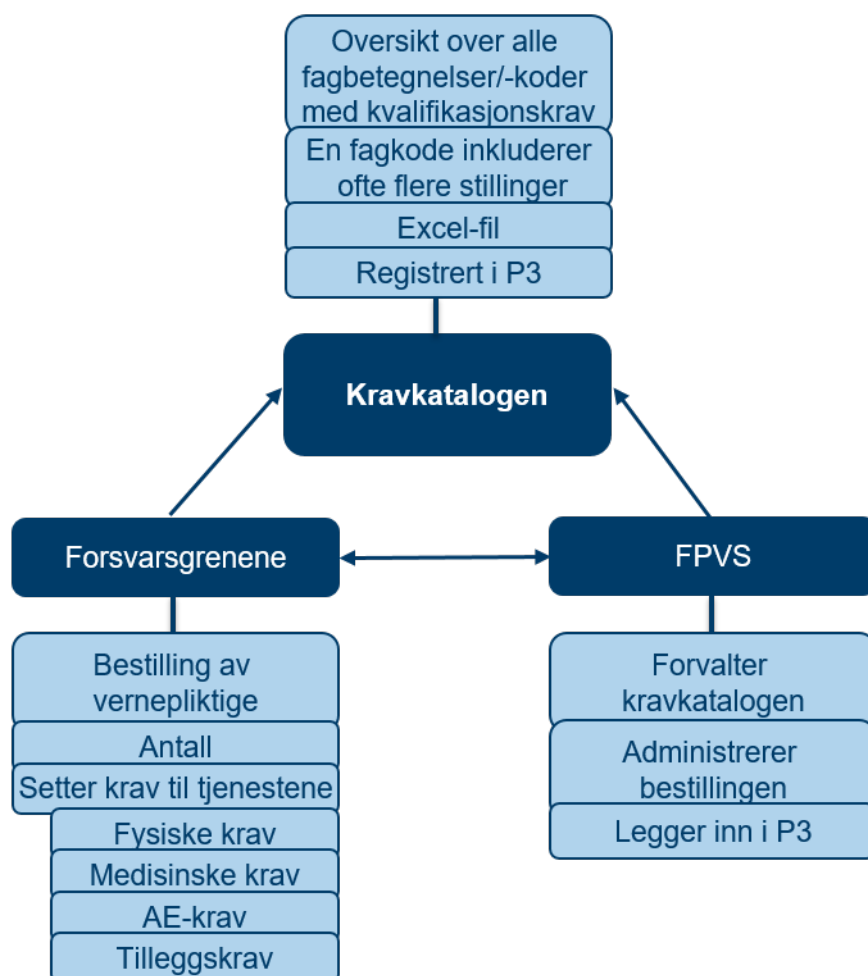 Oversikt over alle
fagbetegnelser/-koder
med kvalifikasjonskrav
En fagkode inkluderer
ofte flere stillinger
Excel-fil
Registrert i P3
Kravkatalogen
Forsvarsgrenene
FPVS
Bestilling av
vernepliktige
Antall
Setter krav til tjenestene
Fysiske krav
Medisinske krav
AE-krav
Tilleggskrav
Forvalter
kravkatalogen
Administrerer
bestillingen
Legger inn i P3